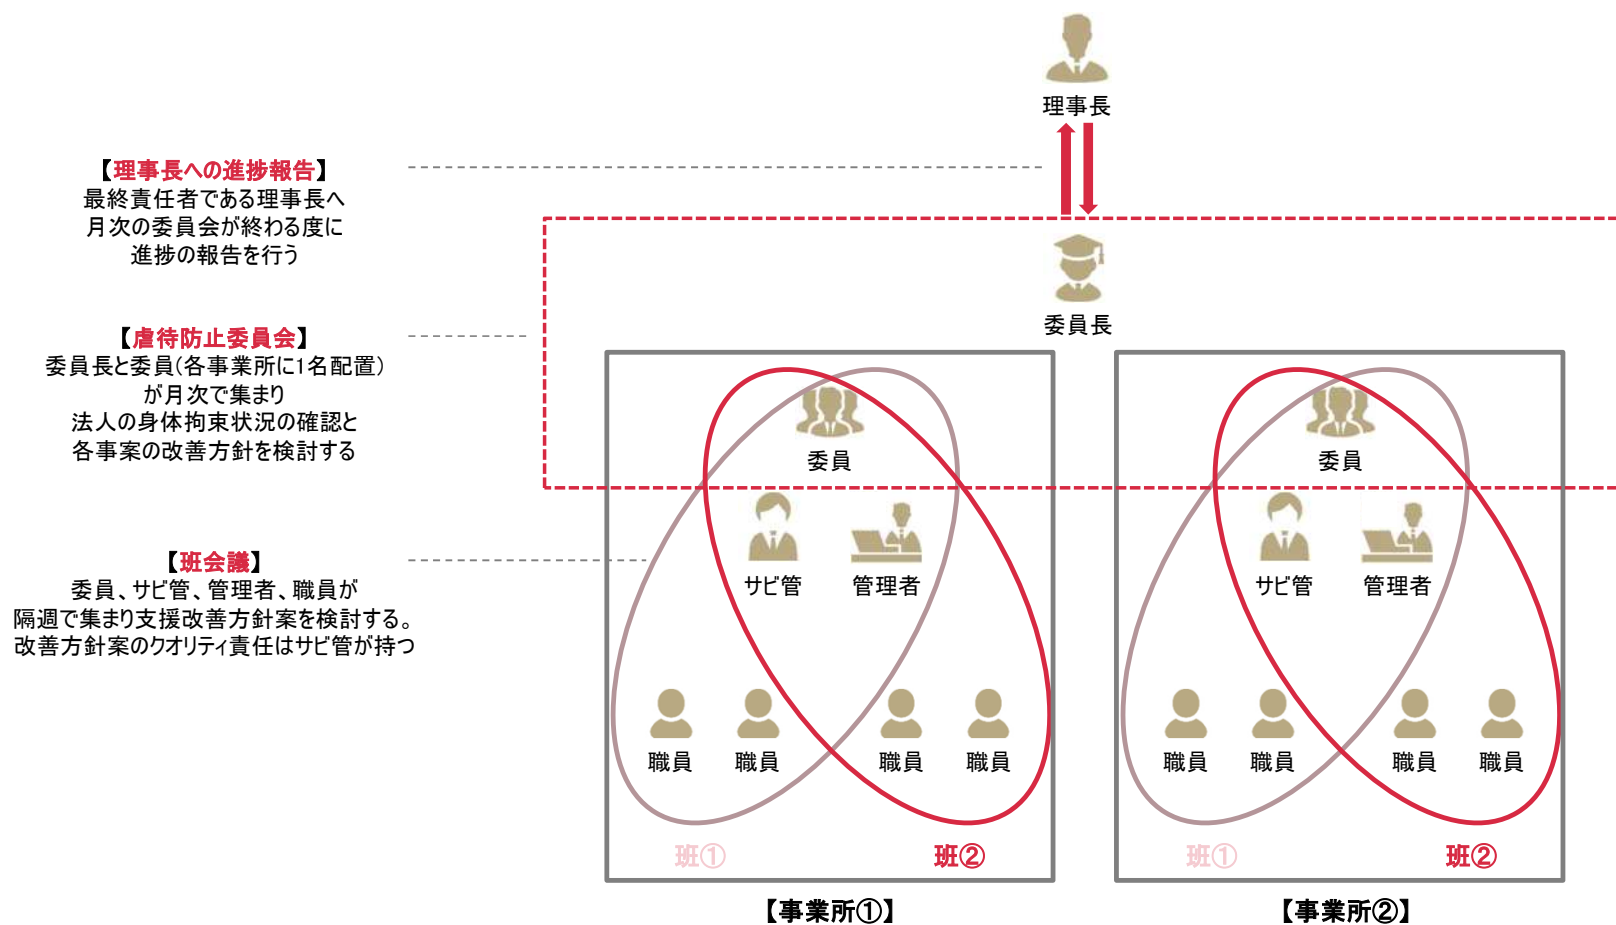 理事長
【理事長への進捗報告】
最終責任者である理事長へ
月次の委員会が終わる度に
進捗の報告を行う
委員長
【虐待防止委員会】
委員長と委員(各事業所に1名配置)
が月次で集まり
法人の身体拘束状況の確認と
各事案の改善方針を検討する
委員
委員
【班会議】
委員、サビ管、管理者、職員が
隔週で集まり支援改善方針案を検討する。
改善方針案のクオリティ責任はサビ管が持つ
サビ管 管理者
サビ管 管理者
職員 職員 職員 職員
職員 職員 職員 職員
班① 班②
班① 班②
【事業所①】
【事業所②】